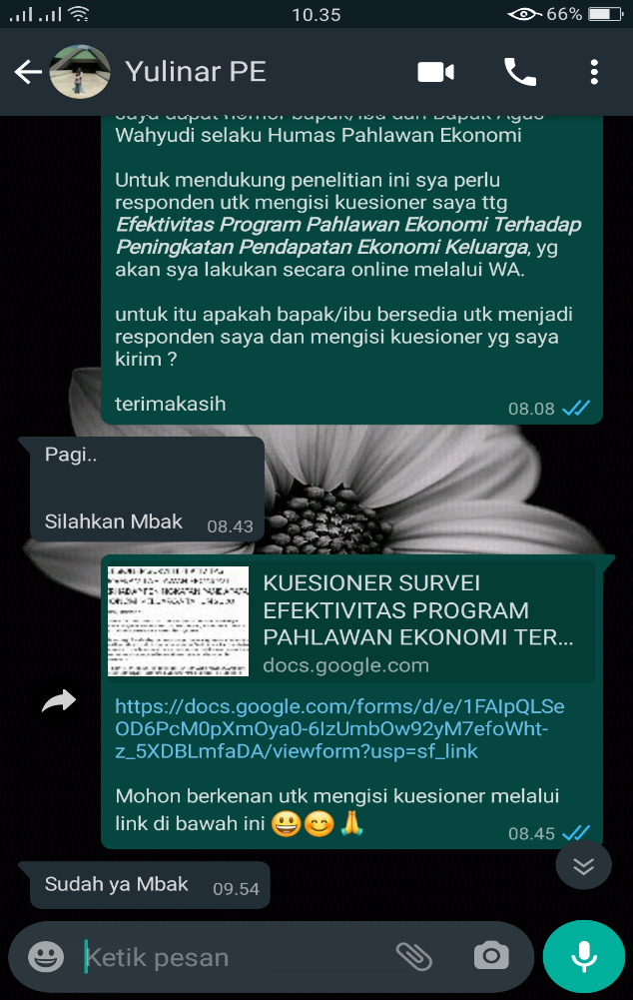 10.35
66%
Yulinar PE
Wahyudi selaku Humas Pahlawan Ekonomi
Untuk mendukung penelitian ini sya perlu
responden utk mengisi kuesioner saya ttg
Efektivitas Program Pahlawan Ekonomi Terhadap
Peningkatan Pendapatan Ekonomi Keluarga, yg
akan sya lakukan secara online melalui WA.
untuk itu apakah bapak/ibu bersedia utk menjadi
responden saya dan mengisi kuesioner yg saya
kirim ?
terimakasih
08.08
Pagi..
Silahkan Mbak
08.43
KUESIONER SURVEI
EFEKTIVITAS PROGRAM
PAHLAWAN EKONOMI TER...
docs.google.com
https://docs.google.com/forms/d/e/1FAIpQLSe
OD6PcM0pXmOya0-6IzUmbOw92yM7efoWht-
z_5XDBLmfaDA/viewform?usp=sf_link
Mohon berkenan utk mengisi kuesioner melalui
link di bawah ini 😃😊🙏
08.45
Sudah ya Mbak
09.54
Ketik pesan